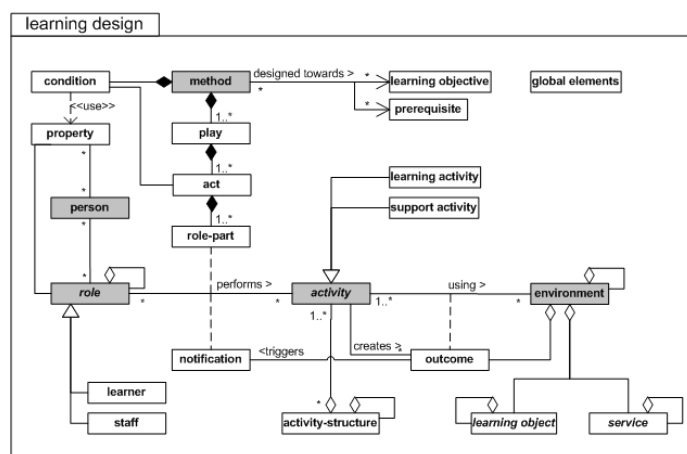 learning design
condition
method
designed towards >
*
*
learning objective
global elements
<<use>>
*
prerequisite
1..*
property
play
*
1..*
act
learning activity
*
person
1..*
support activity
*
role-part
*
role
performs >
activity
using >
environment
*
*
1..*
*
1..*
notification
<triggers
creates >
*
outcome
learner
*
staff
activity-structure
learning object
service